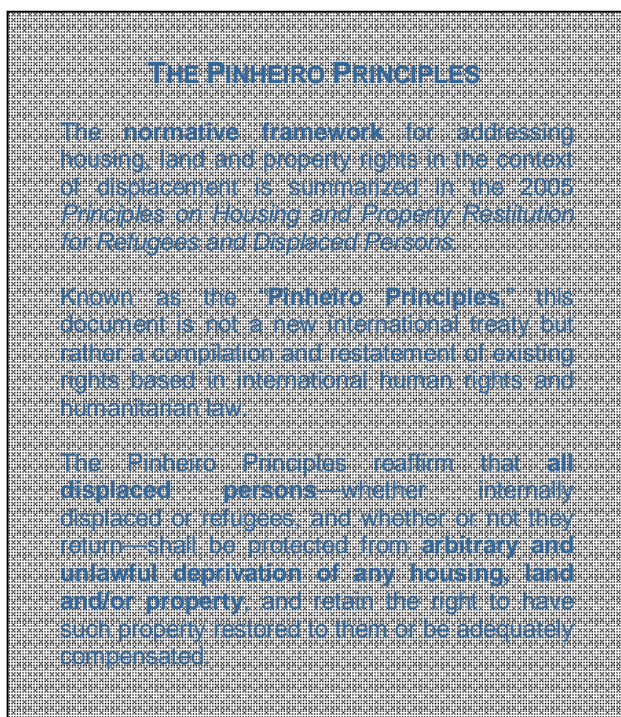 THE PINHEIRO PRINCIPLES
The normative framework for addressing
housing, land and property rights in the context
of displacement is summarized in the 2005
Principles on Housing and Property Restitution
for Refugees and Displaced Persons.
Known as the “Pinheiro Principles,” this
document is not a new international treaty but
rather a compilation and restatement of existing
rights based in international human rights and
humanitarian law.
The Pinheiro Principles reaffirm that all
displaced persons—whether internally
displaced or refugees, and whether or not they
return—shall be protected from arbitrary and
unlawful deprivation of any housing, land
and/or property, and retain the right to have
such property restored to them or be adequately
compensated.